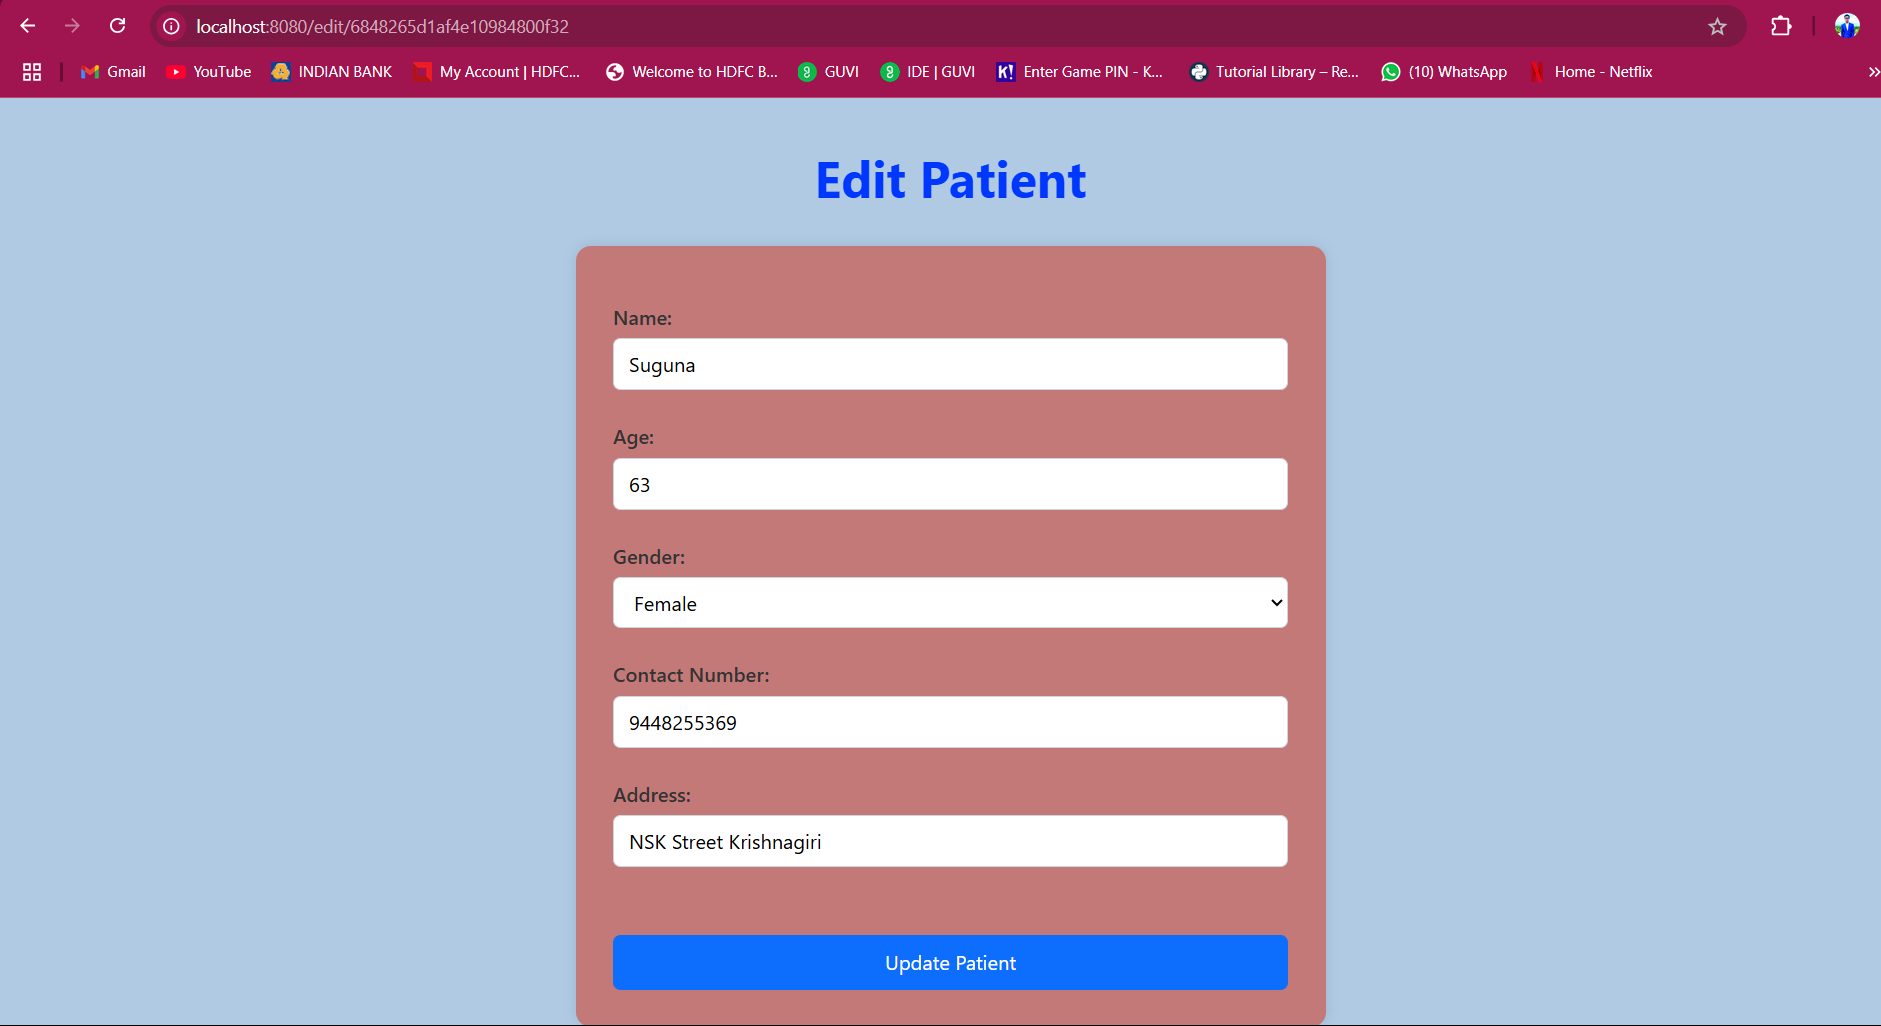 localhost:8080/edit/6848265d1af4e10984800f32
Gmail YouTube INDIAN BANK My Account | HDFC... Welcome to HDFC B... GUVI IDE | GUVI K! Enter Game PIN - K... Tutorial Library – Re... (10) WhatsApp Home - Netflix
Edit Patient
Name:
Suguna
Age:
63
Gender:
Female
Contact Number:
9448255369
Address:
NSK Street Krishnagiri
Update Patient